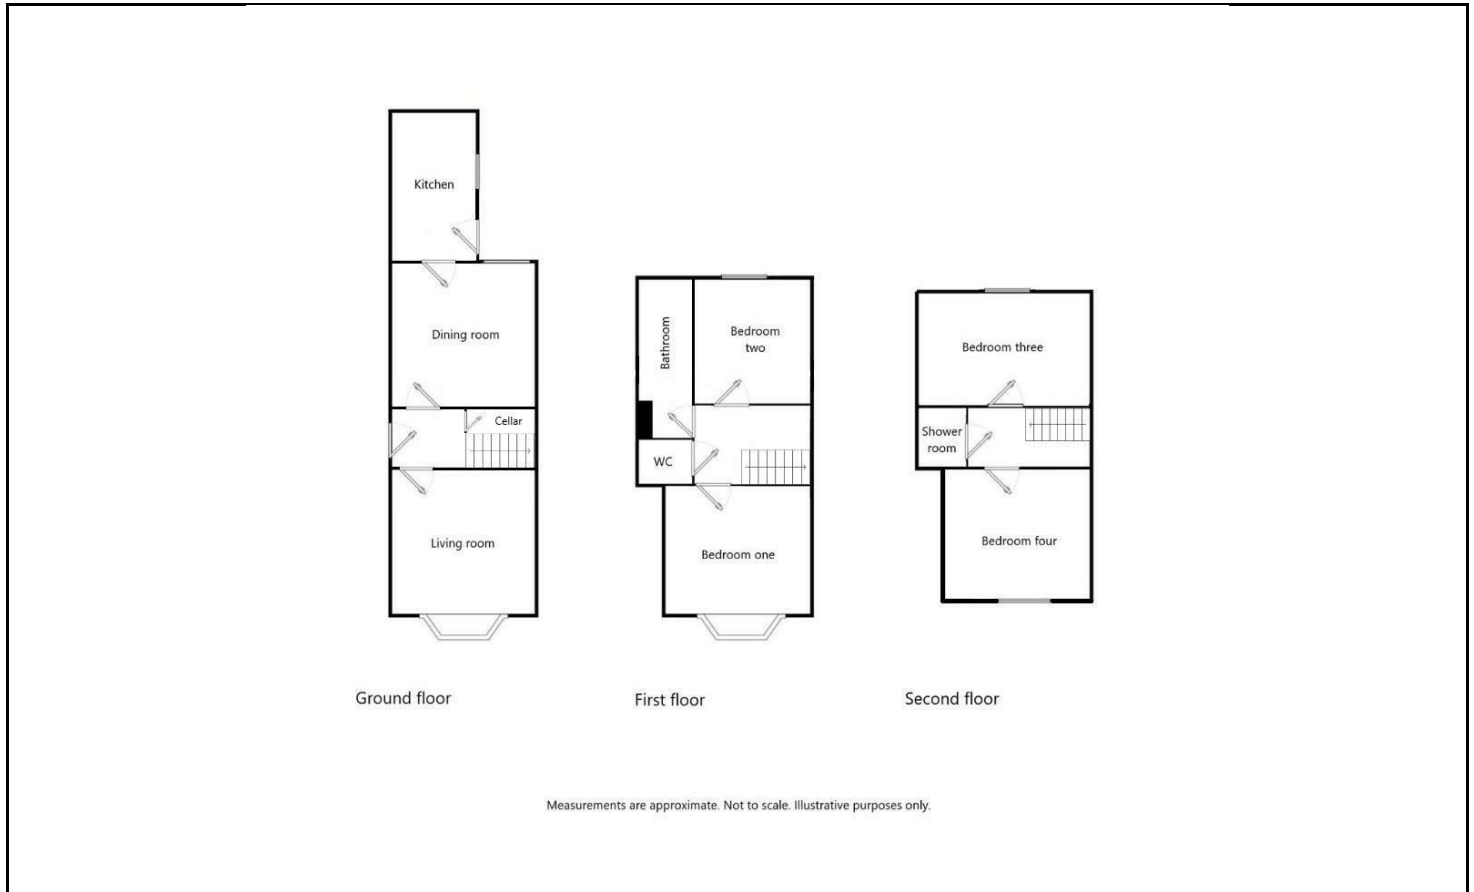 Kitchen
Dining room
Cellar
Living room
Ground floor
Bathroom
Bedroom
two
WC
Bedroom one
First floor
Bedroom three
Shower
room
Bedroom four
Second floor
Measurements are approximate. Not to scale. Illustrative purposes only.